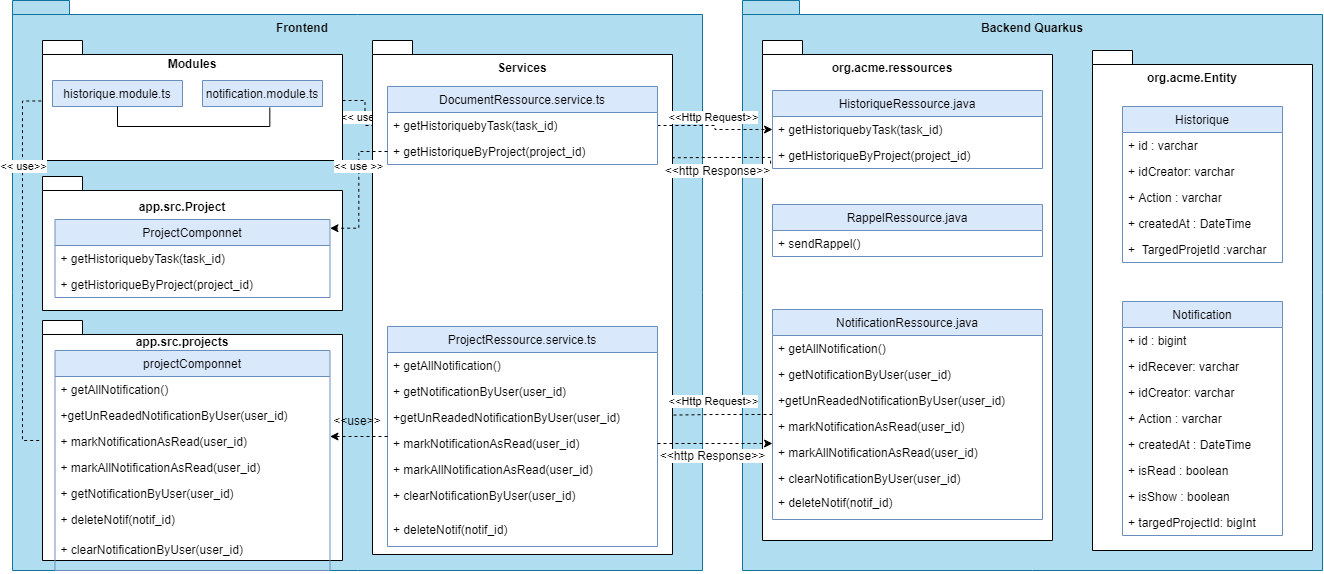 Frontend
Modules
historique.module.ts
notification.module.ts
<< use
<< use>>
<< use >>
app.src.Project
ProjectComponnet
+ getHistoriquebyTask(task_id)
+ getHistoriqueByProject(project_id)
app.src.projects
projectComponnet
+ getAllNotification()
+getUnReadedNotificationByUser(user_id)
+ markNotificationAsRead(user_id)
+ markAllNotificationAsRead(user_id)
+ getNotificationByUser(user_id)
+ deleteNotif(notif_id)
+ clearNotificationByUser(user_id)
<<use>>
Services
DocumentRessource.service.ts
+ getHistoriquebyTask(task_id)
+ getHistoriqueByProject(project_id)
ProjectRessource.service.ts
+ getAllNotification()
+ getNotificationByUser(user_id)
+getUnReadedNotificationByUser(user_id)
+ markNotificationAsRead(user_id)
+ markAllNotificationAsRead(user_id)
+ clearNotificationByUser(user_id)
+ deleteNotif(notif_id)
<<Http Request>>
<<http Response>>
<<Http Request>>
<<http Response>>
Backend Quarkus
org.acme.ressources
HistoriqueRessource.java
+ getHistoriquebyTask(task_id)
+ getHistoriqueByProject(project_id)
RappelRessource.java
+ sendRappel()
NotificationRessource.java
+ getAllNotification()
+ getNotificationByUser(user_id)
+getUnReadedNotificationByUser(user_id)
+ markNotificationAsRead(user_id)
+ markAllNotificationAsRead(user_id)
+ clearNotificationByUser(user_id)
+ deleteNotif(notif_id)
org.acme.Entity
Historique
+ id : varchar
+ idCreator: varchar
+ Action : varchar
+ createdAt : DateTime
+ TargedProjetId :varchar
Notification
+ id : bigint
+ idRecever: varchar
+ idCreator: varchar
+ Action : varchar
+ createdAt : DateTime
+ isRead : boolean
+ isShow : boolean
+ targedProjectId: bigInt